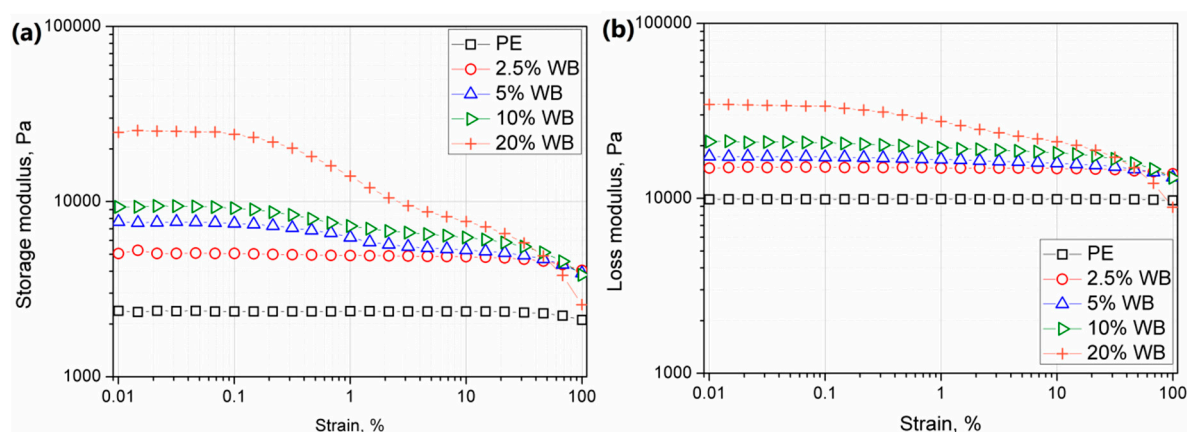 (a)
100000
10000
1000
Storage modulus, Pa
PE
2.5% WB
5% WB
10% WB
20% WB
0.01
0.1
1
10
100
Strain, %
(b)
100000
10000
1000
Loss modulus, Pa
PE
2.5% WB
5% WB
10% WB
20% WB
0.01
0.1
1
10
100
Strain, %